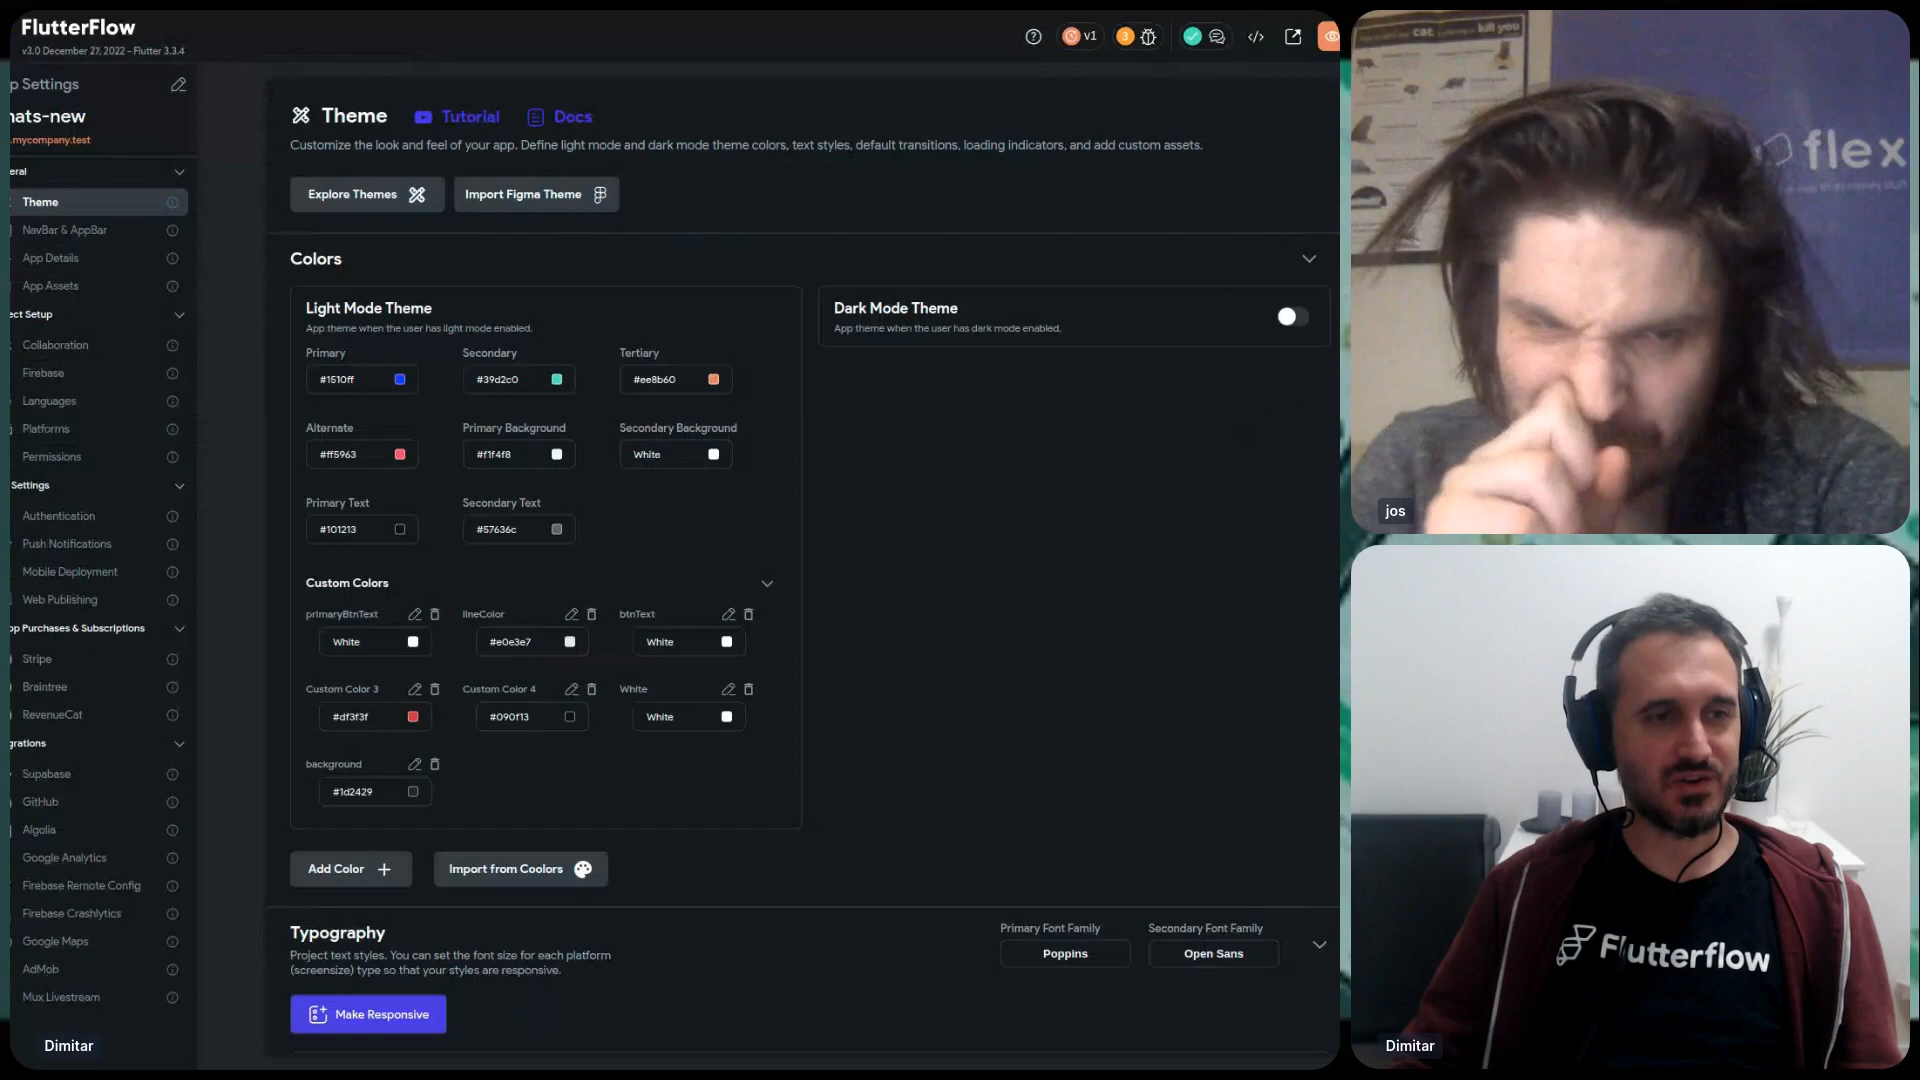 FlutterFlow
v3.0 December 27, 2022 - Flutter 3.3.4
v1
3
p Settings
hats-new
.mycompany.test
eral
Theme
NavBar & AppBar
App Details
App Assets
ect Setup
Collaboration
Firebase
Languages
Platforms
Permissions
Settings
Authentication
Push Notifications
Mobile Deployment
Web Publishing
pp Purchases & Subscriptions
Stripe
Braintree
RevenueCat
grations
Supabase
GitHub
Algolia
Google Analytics
Firebase Remote Config
Firebase Crashlytics
Google Maps
AdMob
Mux Livestream
Dimitar
Theme Tutorial Docs
Customize the look and feel of your app. Define light mode and dark mode theme colors, text styles, default transitions, loading indicators, and add custom assets.
Explore Themes Import Figma Theme
Colors
Light Mode Theme
App theme when the user has light mode enabled.
Primary Secondary Tertiary
#1510ff #39d2c0 #ee8b60
Alternate Primary Background Secondary Background
#ff5963 #f1f4f8 White
Primary Text Secondary Text
#101213 #57636c
Custom Colors
primaryBtnText lineColor btnText
White #e0e3e7 White
Custom Color 3 Custom Color 4 White
#df3f3f #090f13 White
background
#1d2429
Dark Mode Theme
App theme when the user has dark mode enabled.
Add Color Import from Coolors
Typography
Project text styles. You can set the font size for each platform
(screensize) type so that your styles are responsive.
Primary Font Family Secondary Font Family
Poppins Open Sans
Make Responsive
cat
kill you
flex
jos
Flutterflow
Dimitar